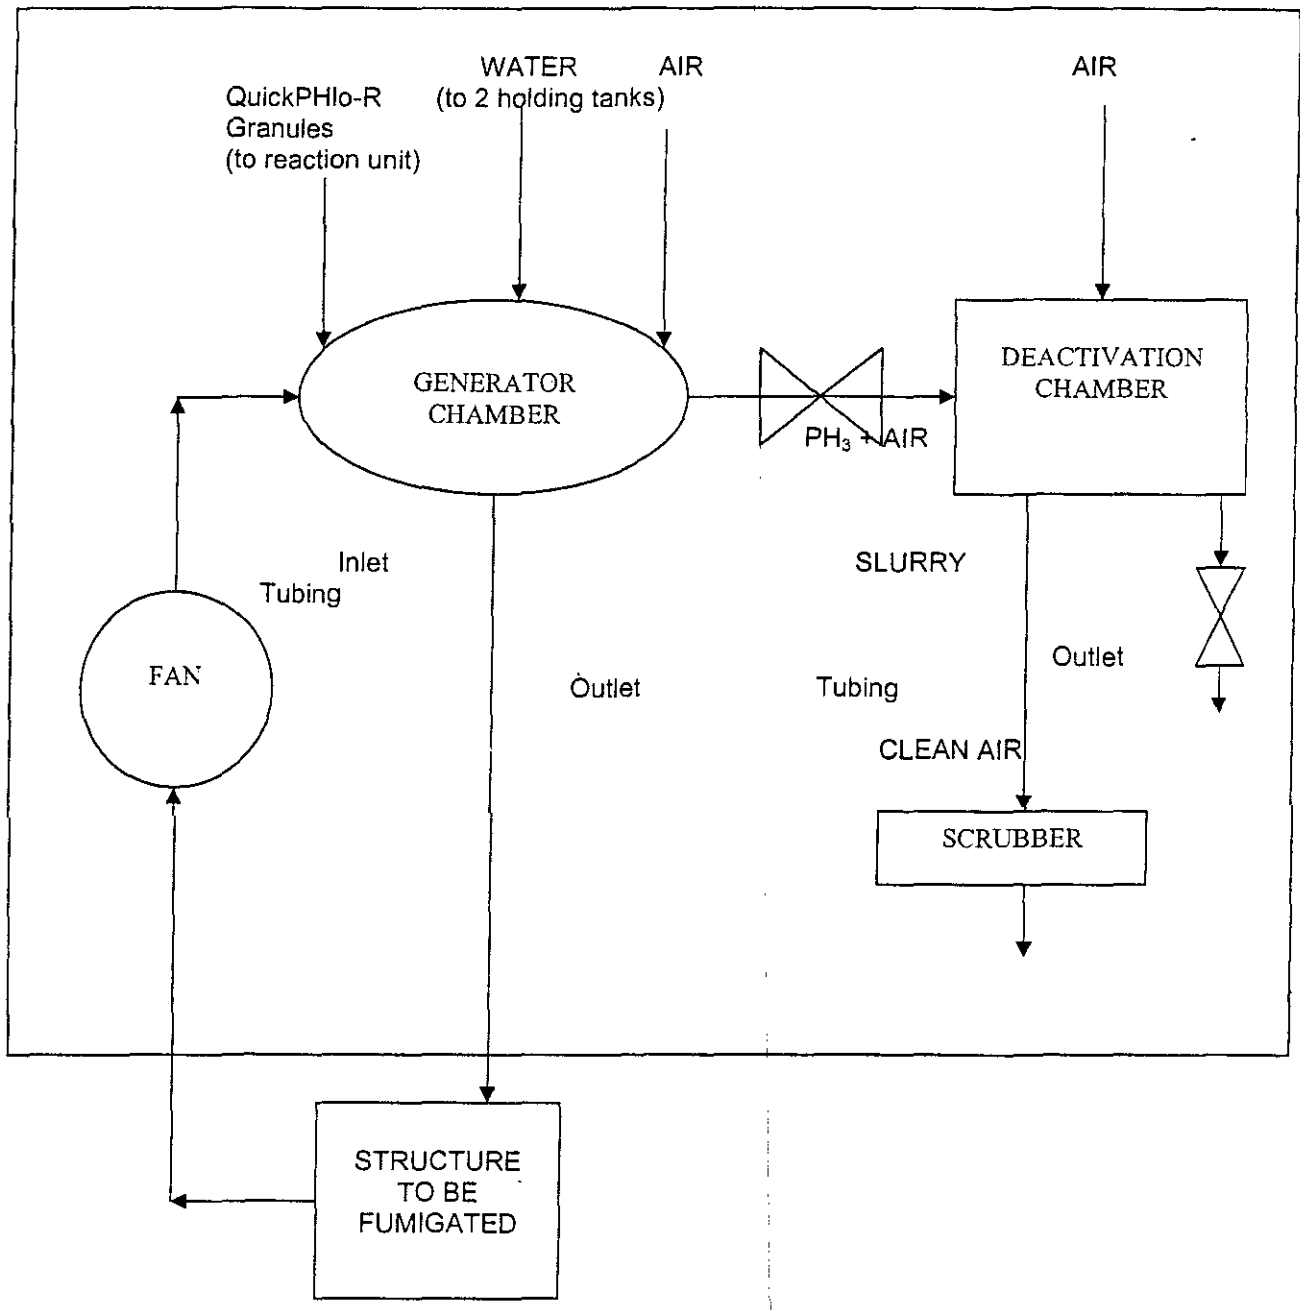 WATER
(to 2 holding tanks)
AIR
AIR
QuickPHlo-R
Granules
(to reaction unit)
GENERATOR
CHAMBER
DEACTIVATION
CHAMBER
PH₃ + AIR
Inlet
Tubing
SLURRY
FAN
Outlet
Tubing
Outlet
CLEAN AIR
SCRUBBER
STRUCTURE
TO BE
FUMIGATED